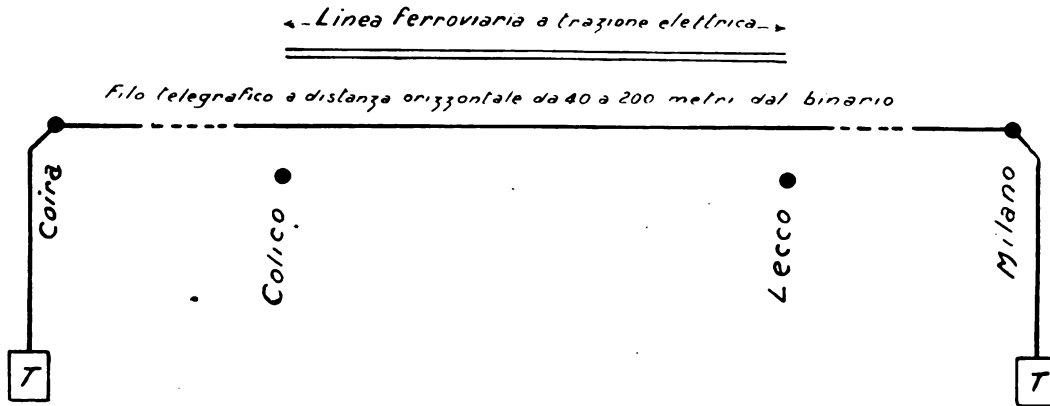 Linea ferroviaria a trazione elettrica
Filo telegrafico a distanza orizzontale da 40 a 200 metri dal binario
Coira
Colico
Lecco
Milano
T
T